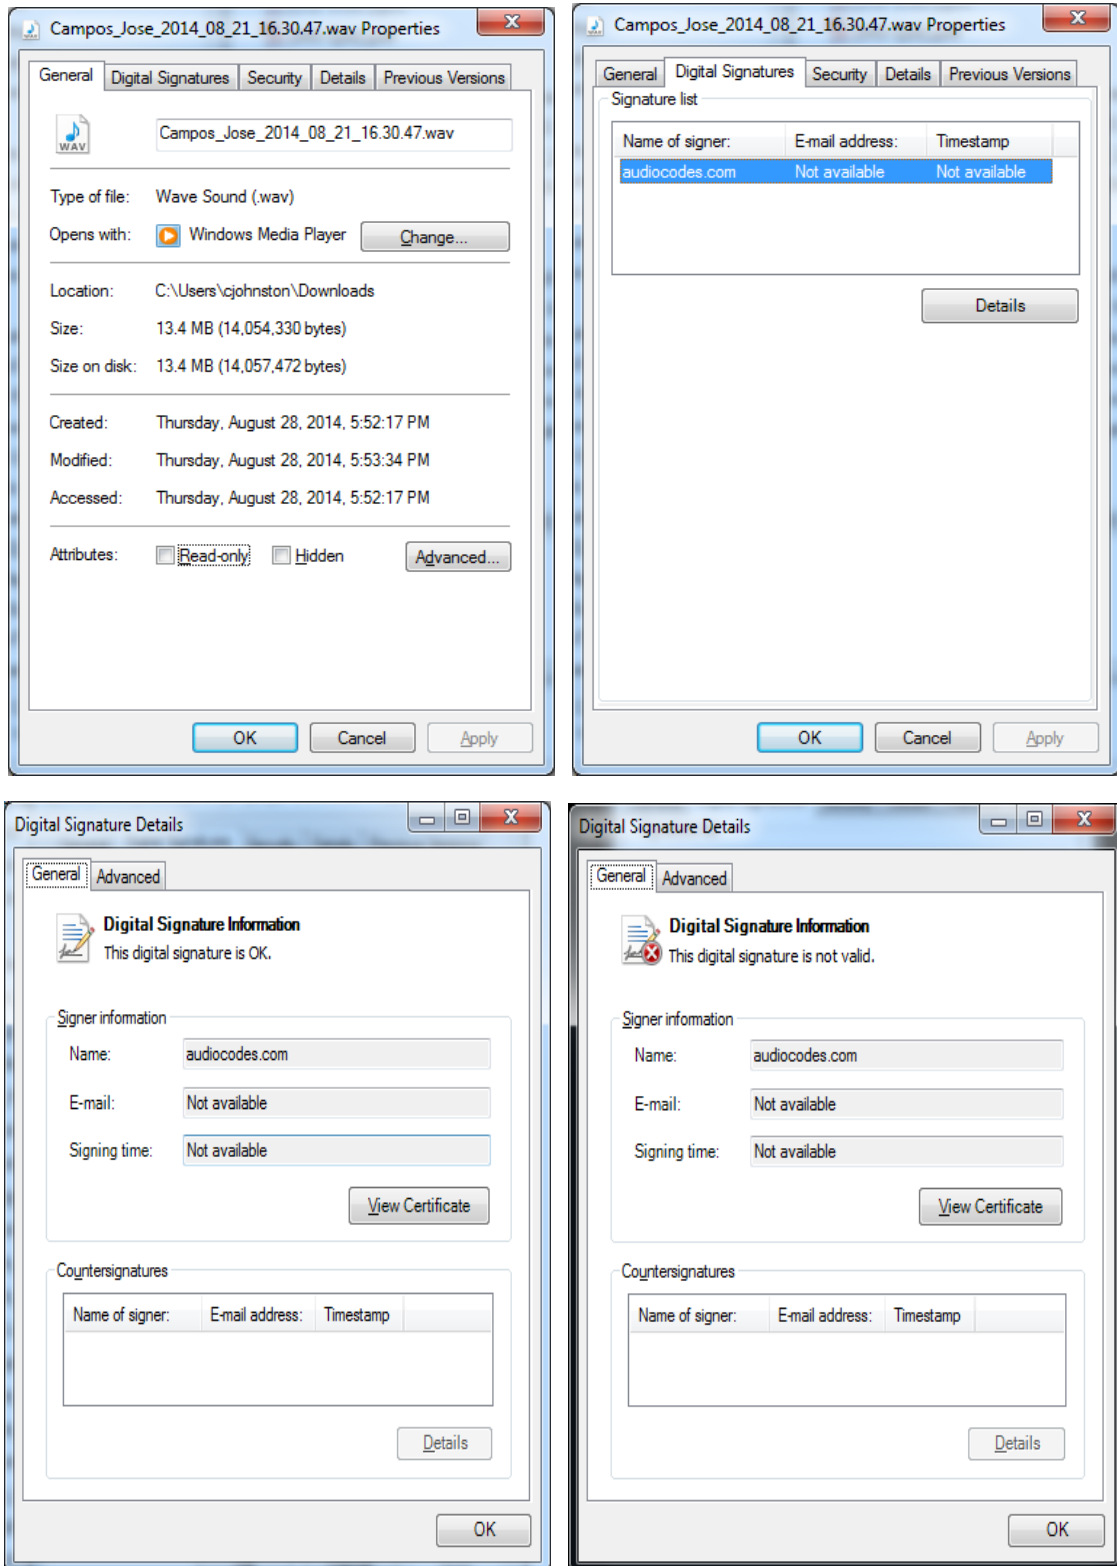 Campos_Jose_2014_08_21_16.30.47.wav Properties
General Digital Signatures Security Details Previous Versions
WAV
Campos_Jose_2014_08_21_16.30.47.wav
Type of file: Wave Sound (.wav)
Opens with: Windows Media Player Change...
Location: C:\Users\cjohnston\Downloads
Size: 13.4 MB (14,054,330 bytes)
Size on disk: 13.4 MB (14,057,472 bytes)
Created: Thursday, August 28, 2014, 5:52:17 PM
Modified: Thursday, August 28, 2014, 5:53:34 PM
Accessed: Thursday, August 28, 2014, 5:52:17 PM
Attributes: Read-only Hidden Advanced...
OK Cancel Apply
Campos_Jose_2014_08_21_16.30.47.wav Properties
General Digital Signatures Security Details Previous Versions
Signature list
Name of signer: E-mail address: Timestamp
audiocodes.com Not available Not available
Details
OK Cancel Apply
Digital Signature Details
General Advanced
Digital Signature Information
This digital signature is OK.
Signer information
Name: audiocodes.com
E-mail: Not available
Signing time: Not available
View Certificate
Countersignatures
Name of signer: E-mail address: Timestamp
Details
OK
Digital Signature Details
General Advanced
Digital Signature Information
This digital signature is not valid.
Signer information
Name: audiocodes.com
E-mail: Not available
Signing time: Not available
View Certificate
Countersignatures
Name of signer: E-mail address: Timestamp
Details
OK